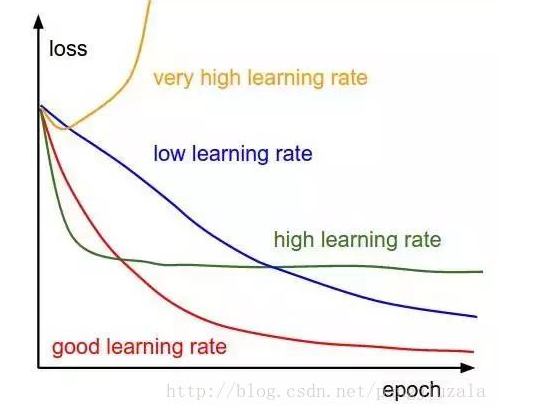 loss
very high learning rate
low learning rate
high learning rate
good learning rate
epoch